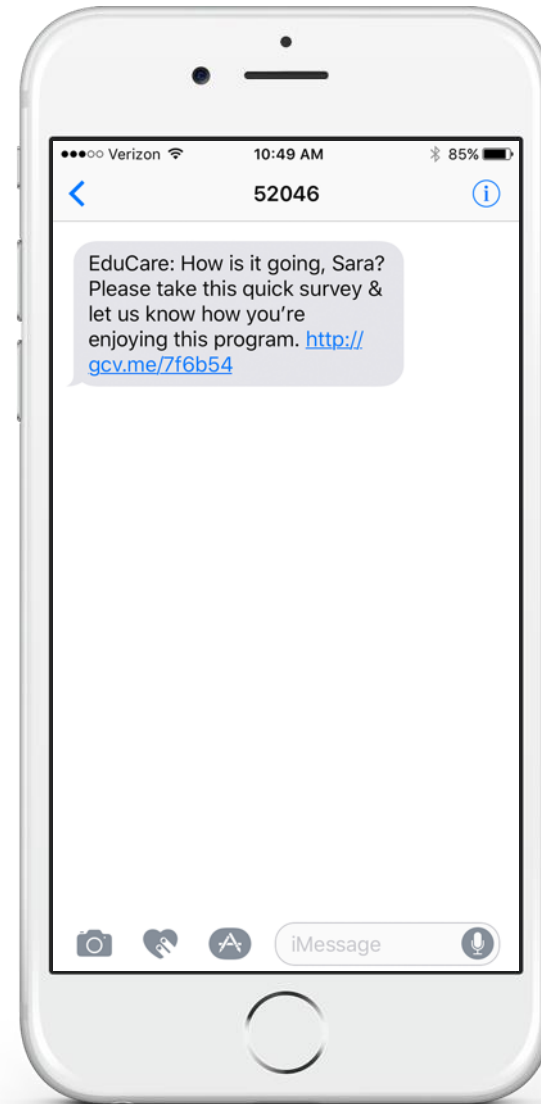 ●●●○○ Verizon 10:49 AM 85%
52046
EduCare: How is it going, Sara?
Please take this quick survey &
let us know how you’re
enjoying this program. http://
gcv.me/7f6b54
iMessage